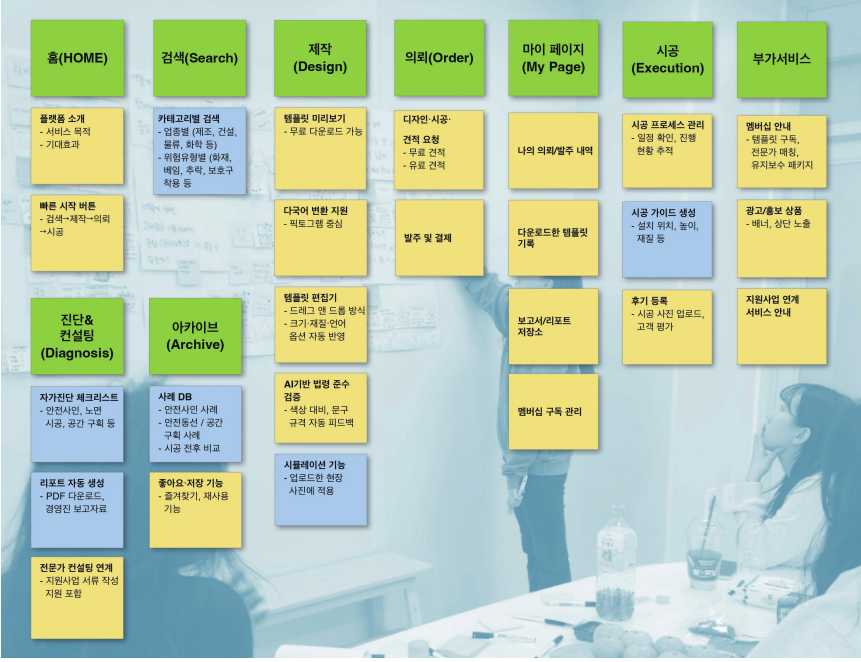 홈(HOME)
플랫폼 소개
- 서비스 목적
- 기대효과
빠른 시작 버튼
- 검색→제작→의뢰
→시공
검색(Search)
카테고리별 검색
- 업종별 (제조, 건설,
물류, 화학 등)
- 위험유형별 (화재,
베임, 추락, 보호구
착용 등
제작
(Design)
템플릿 미리보기
- 무료 다운로드 가능
다국어 변환 지원
- 픽토그램 중심
템플릿 편집기
- 드레그 앤 드롭 방식
- 크기·재질·언어
옵션 자동 반영
AI기반 법령 준수
검증
- 색상 대비, 문구
규격 자동 피드백
시뮬레이션 기능
- 업로드한 현장
사진에 적용
의뢰(Order)
디자인·시공·
견적 요청
- 무료 견적
- 유료 견적
발주 및 결제
마이 페이지
(My Page)
나의 의뢰/발주 내역
다운로드한 템플릿
기록
보고서/리포트
저장소
멤버십 구독 관리
시공
(Execution)
시공 프로세스 관리
- 일정 확인, 진행
현황 추적
시공 가이드 생성
- 설치 위치, 높이,
재질 등
후기 등록
- 시공 사진 업로드,
고객 평가
부가서비스
멤버십 안내
- 템플릿 구독,
전문가 매칭,
유지보수 패키지
광고/홍보 상품
- 배너, 상단 노출
지원사업 연계
서비스 안내
진단&
컨설팅
(Diagnosis)
자가진단 체크리스트
- 안전사인, 노면
시공, 공간 구획 등
리포트 자동 생성
- PDF 다운로드,
경영진 보고자료
전문가 컨설팅 연계
- 지원사업 서류 작성
지원 포함
아카이브
(Archive)
사례 DB
- 안전사인 사례
- 안전동선 / 공간
구획 사례
- 시공 전후 비교
좋아요·저장 기능
- 즐겨찾기, 재사용
기능